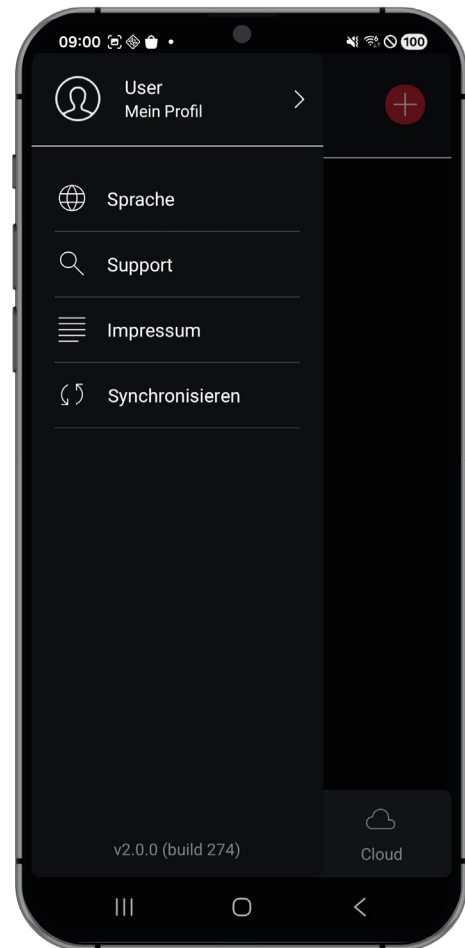 09:00
100
User
Mein Profil
Sprache
Support
Impressum
Synchronisieren
v2.0.0 (build 274)
Cloud